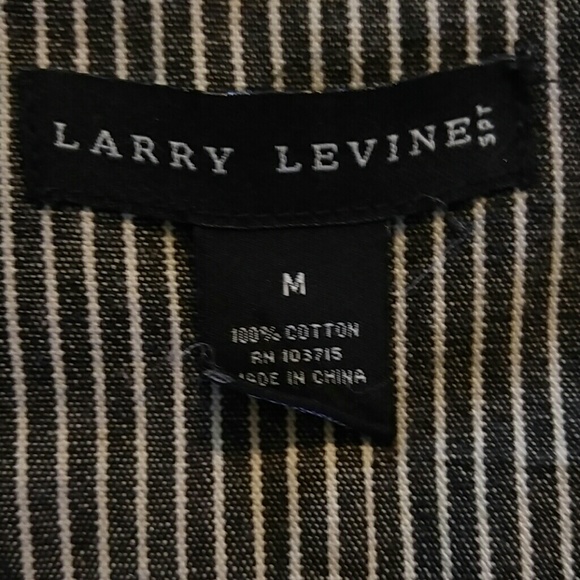 LARRY LEVINE SPT
M
100% COTTON
RN 103715
MADE IN CHINA